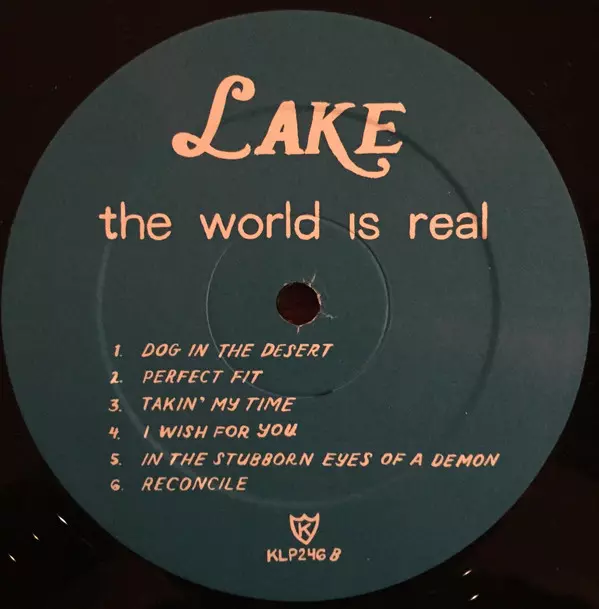 LAKE
the world is real
1. DOG IN THE DESERT
2. PERFECT FIT
3. TAKIN' MY TIME
4. I WISH FOR YOU
5. IN THE STUBBORN EYES OF A DEMON
6. RECONCILE
K
KLP246 B